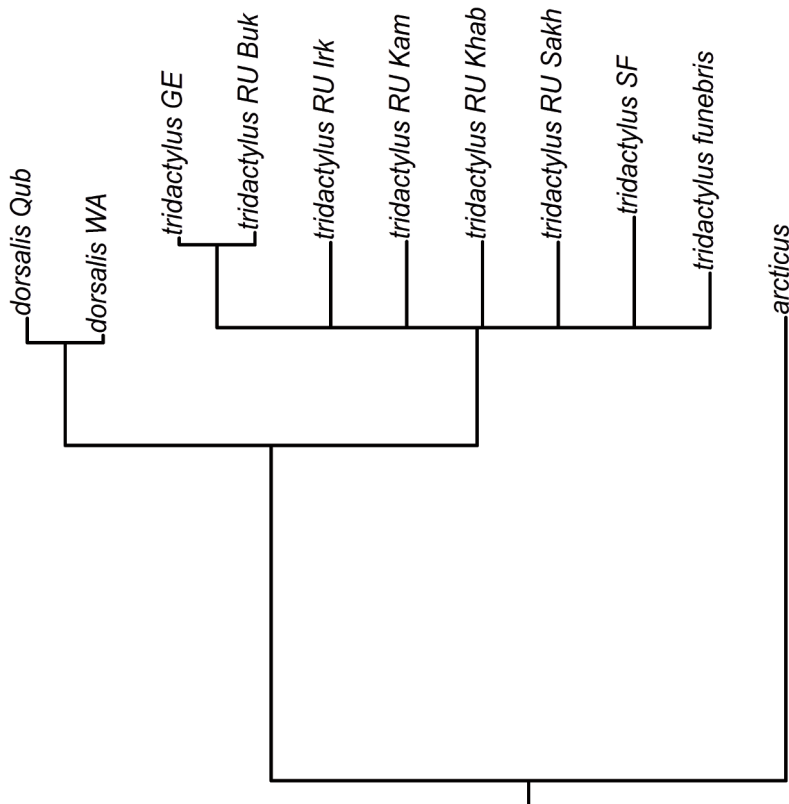 dorsalis Qub
dorsalis WA
tridactylus GE
tridactylus RU Buk
tridactylus RU Irk
tridactylus RU Kam
tridactylus RU Khab
tridactylus RU Sakh
tridactylus SF
tridactylus funebris
arcticus